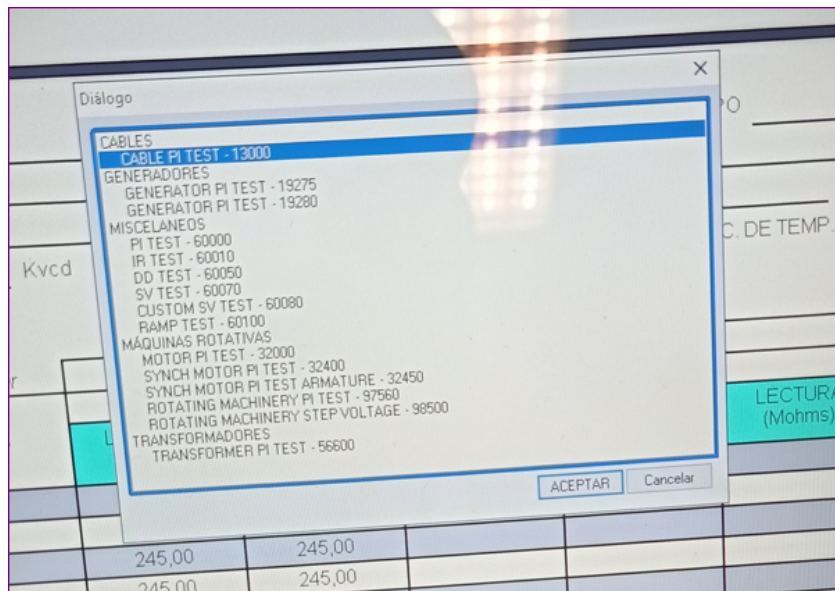 Diálogo
PO
CABLES
CABLE PI TEST - 13000
GENERADORES
GENERATOR PI TEST - 19275
GENERATOR PI TEST - 19280
MISCELANEOS
PI TEST - 60000
IR TEST - 60010
DD TEST - 60050
SV TEST - 60070
CUSTOM SV TEST - 60080
RAMP TEST - 60100
MÁQUINAS ROTATIVAS
MOTOR PI TEST - 32000
SYNCH MOTOR PI TEST - 32400
SYNCH MOTOR PI TEST ARMATURE - 32450
ROTATING MACHINERY PI TEST - 97560
ROTATING MACHINERY STEP VOLTAGE - 98500
TRANSFORMADORES
TRANSFORMER PI TEST - 56600
ACEPTAR Cancelar
Kvcd
C. DE TEMP.
LECTURA
(Mohms)
245,00 245,00
245,00 245,00